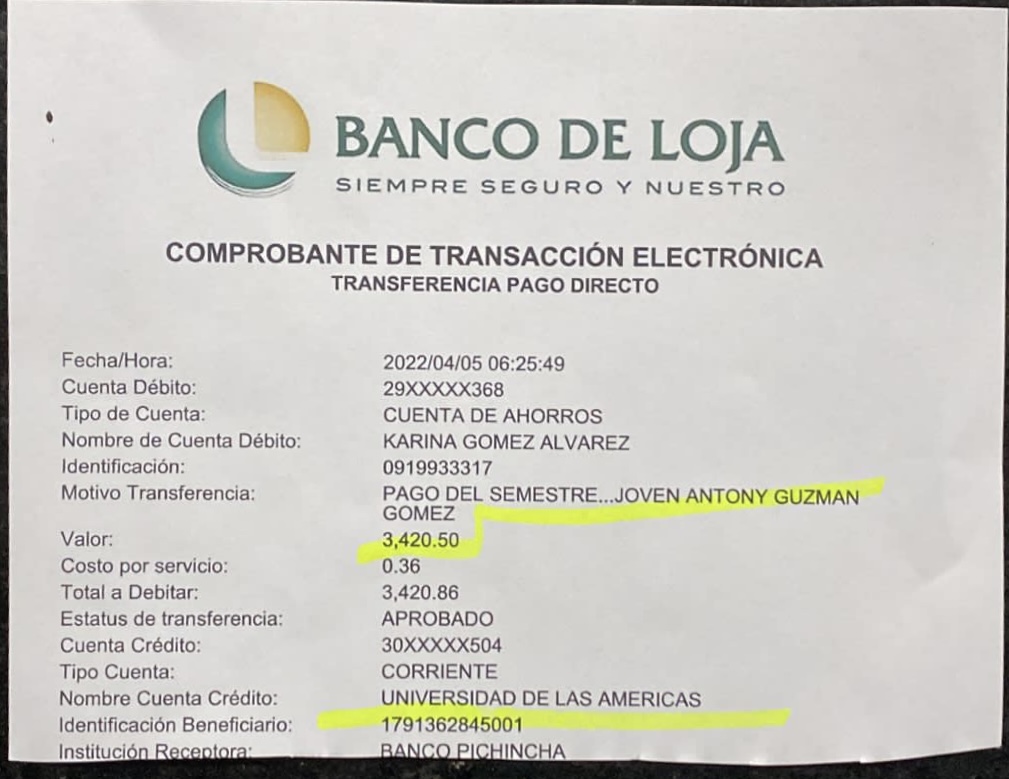 BANCO DE LOJA
SIEMPRE SEGURO Y NUESTRO
COMPROBANTE DE TRANSACCIÓN ELECTRÓNICA
TRANSFERENCIA PAGO DIRECTO
Fecha/Hora: 2022/04/05 06:25:49
Cuenta Débito: 29XXXXX368
Tipo de Cuenta: CUENTA DE AHORROS
Nombre de Cuenta Débito: KARINA GOMEZ ALVAREZ
Identificación: 0919933317
Motivo Transferencia: PAGO DEL SEMESTRE...JOVEN ANTONY GUZMAN
GOMEZ
Valor: 3,420.50
Costo por servicio: 0.36
Total a Debitar: 3,420.86
Estatus de transferencia: APROBADO
Cuenta Crédito: 30XXXXX504
Tipo Cuenta: CORRIENTE
Nombre Cuenta Crédito: UNIVERSIDAD DE LAS AMERICAS
Identificación Beneficiario: 1791362845001
Institución Receptora: BANCO PICHINCHA